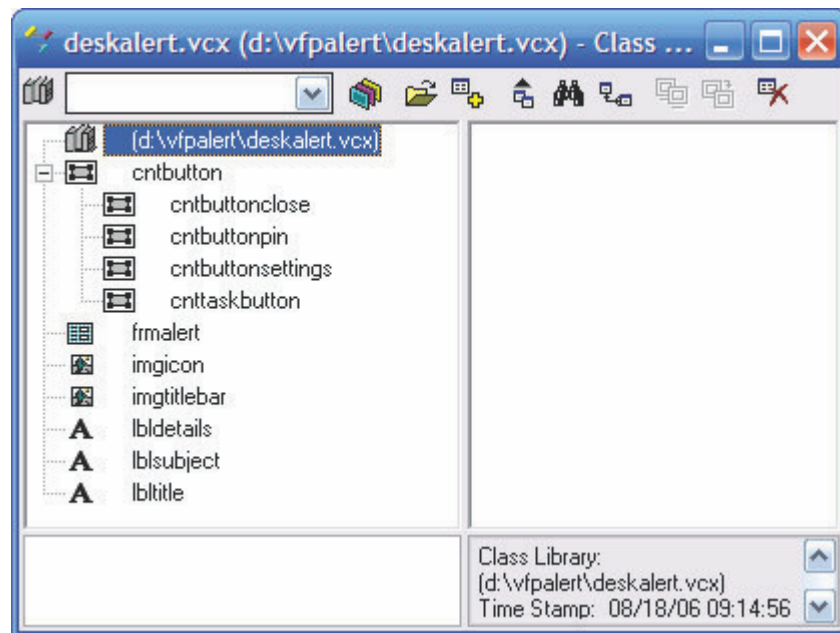 deskalert.vcx (d:\vfpalert\deskalert.vcx) - Class ...
(d:\vfpalert\deskalert.vcx)
cntbutton
cntbuttonclose
cntbuttonpin
cntbuttonsettings
cnttaskbutton
frmalert
imgicon
imgtitlebar
A lbldetails
A lblsubject
A lbltitle
Class Library:
(d:\vfpalert\deskalert.vcx)
Time Stamp: 08/18/06 09:14:56